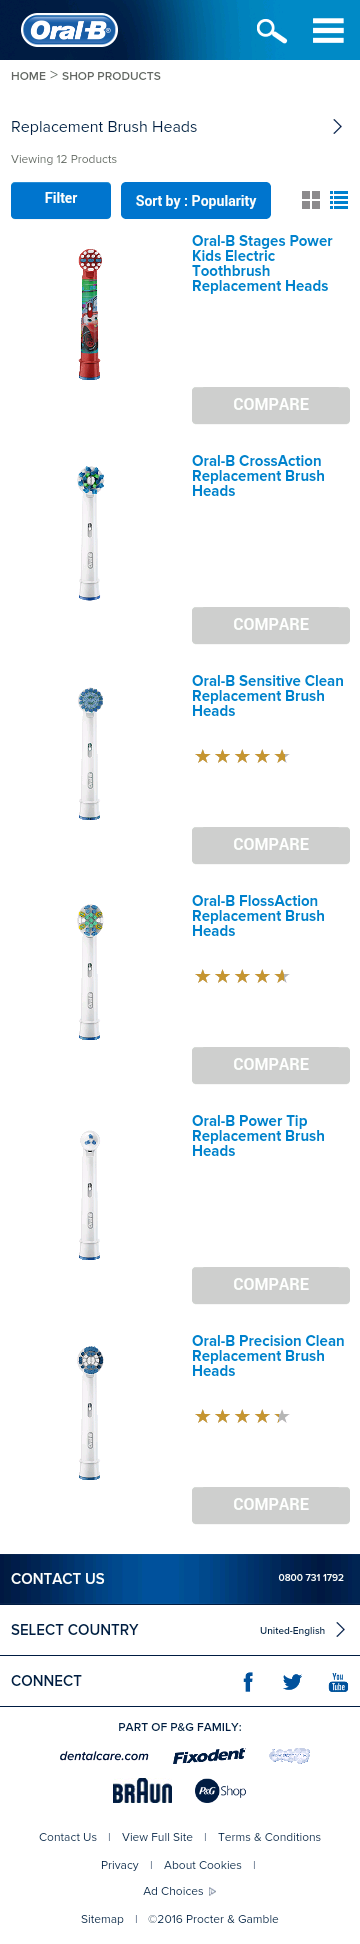 Oral-B
HOME > SHOP PRODUCTS
Replacement Brush Heads
Viewing 12 Products
Filter
Sort by : Popularity
Oral-B Stages Power
Kids Electric
Toothbrush
Replacement Heads
COMPARE
Oral-B CrossAction
Replacement Brush
Heads
COMPARE
Oral-B Sensitive Clean
Replacement Brush
Heads
COMPARE
Oral-B FlossAction
Replacement Brush
Heads
COMPARE
Oral-B Power Tip
Replacement Brush
Heads
COMPARE
Oral-B Precision Clean
Replacement Brush
Heads
COMPARE
CONTACT US 0800 731 1792
SELECT COUNTRY United-English
CONNECT You Tube
PART OF P&G FAMILY:
dentalcare.com Fixodent
BRAUN P&G Shop
Contact Us | View Full Site | Terms & Conditions
Privacy | About Cookies |
Ad Choices
Sitemap | ©2016 Procter & Gamble